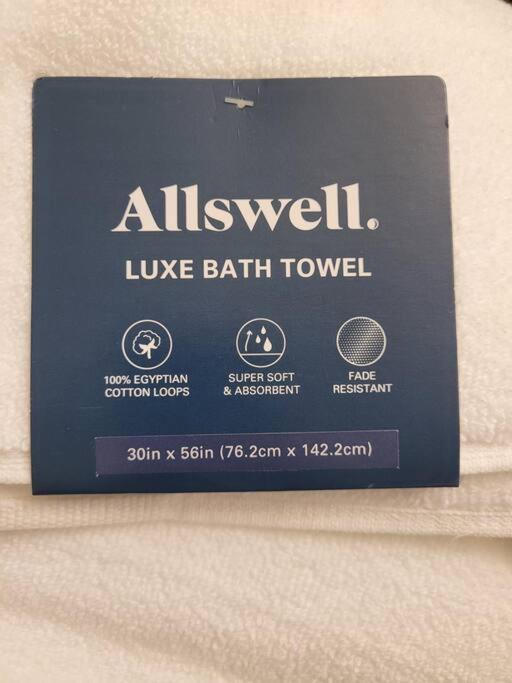 Allswell.
LUXE BATH TOWEL
100% EGYPTIAN
COTTON LOOPS
SUPER SOFT
& ABSORBENT
FADE
RESISTANT
30in x 56in (76.2cm x 142.2cm)